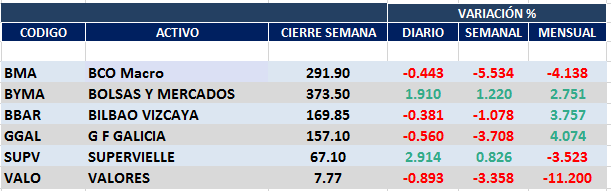 VARIACIÓN %
CODIGO ACTIVO CIERRE SEMANA DIARIO SEMANAL MENSUAL
BMA BCO Macro 291.90 -0.443 -5.534 -4.138
BYMA BOLSAS Y MERCADOS 373.50 1.910 1.220 2.751
BBAR BILBAO VIZCAYA 169.85 -0.381 -1.078 3.757
GGAL G F GALICIA 157.10 -0.560 -3.708 4.074
SUPV SUPERVIELLE 67.10 2.914 0.826 -3.523
VALO VALORES 7.77 -0.893 -3.358 -11.200